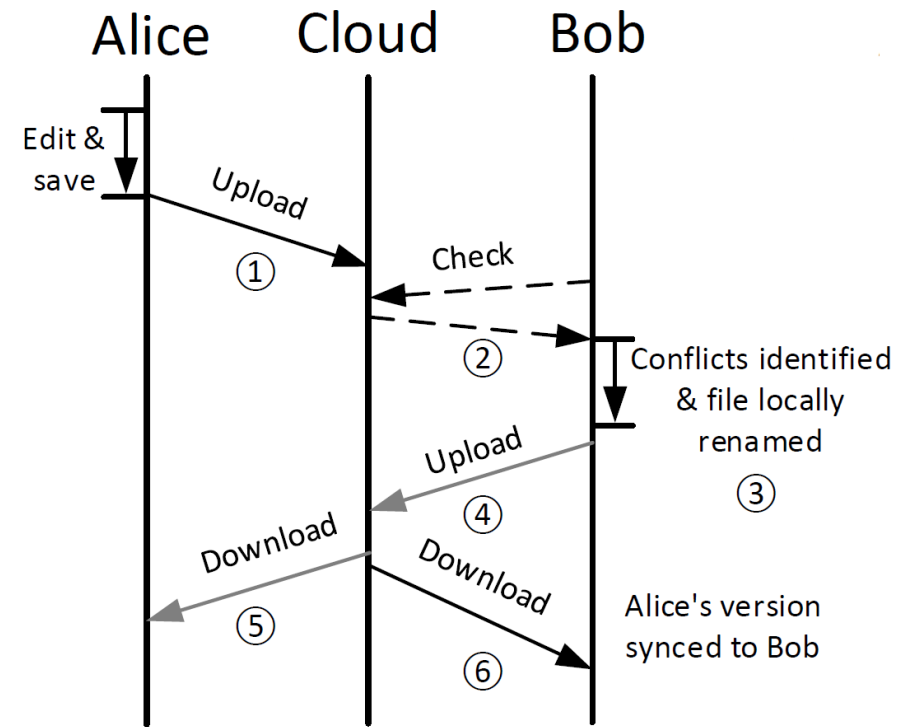 Alice Cloud Bob
Edit &
save
Upload
①
Check
②
Conflicts identified
& file locally
renamed
③
Upload
④
Download
⑤
Download
⑥
Alice's version
synced to Bob